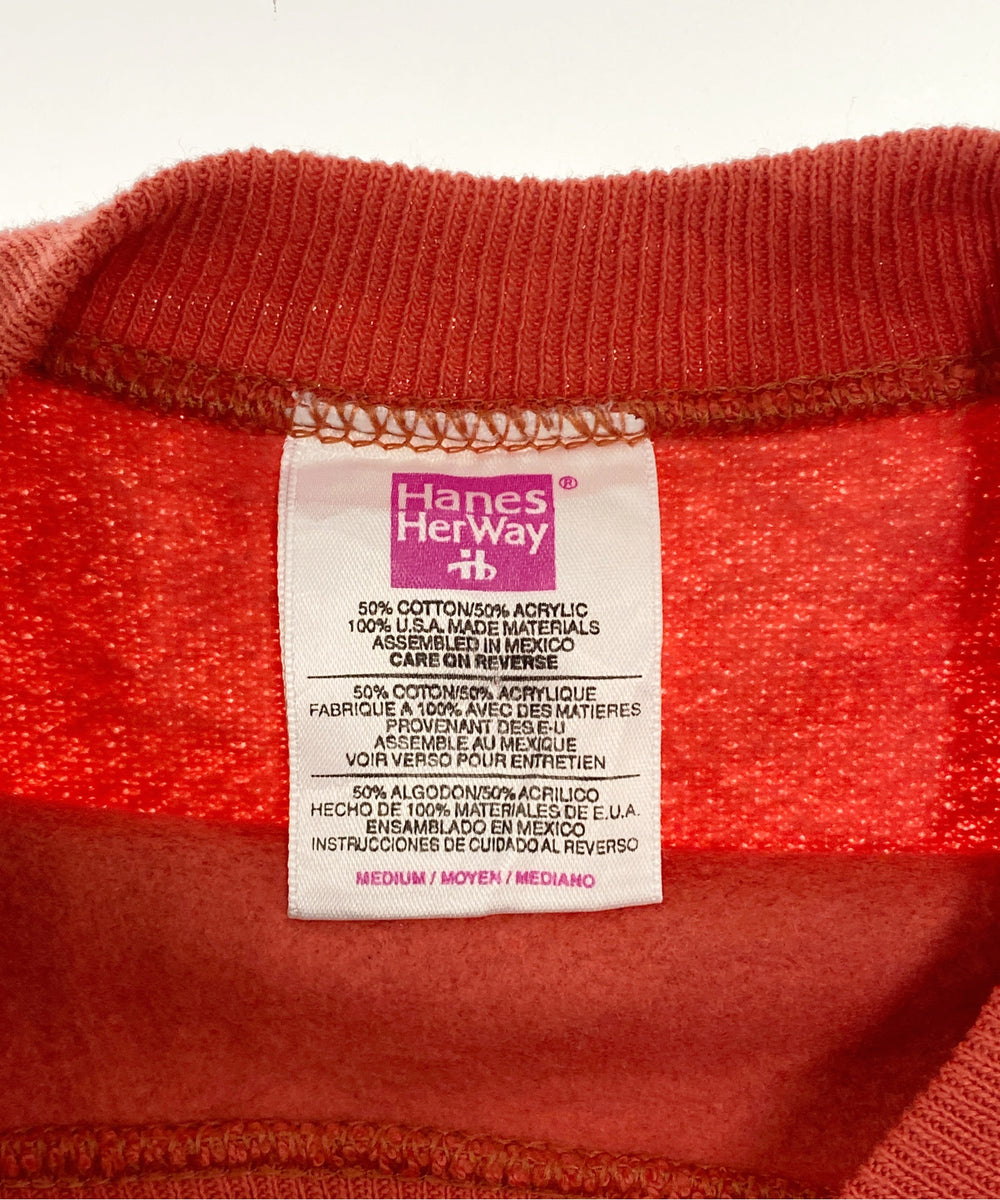 Hanes®
HerWay
50% COTTON/50% ACRYLIC
100% U.S.A. MADE MATERIALS
ASSEMBLED IN MEXICO
CARE ON REVERSE
50% COTON/50% ACRYLIQUE
FABRIQUE A 100% AVEC DES MATIERES
PROVENANT DES E-U
ASSEMBLE AU MEXIQUE
VOIR VERSO POUR ENTRETIEN
50% ALGODON/50% ACRILICO
HECHO DE 100% MATERIALES DE E.U.A.
ENSAMBLADO EN MEXICO
INSTRUCCIONES DE CUIDADO AL REVERSO
MEDIUM / MOYEN / MEDIANO